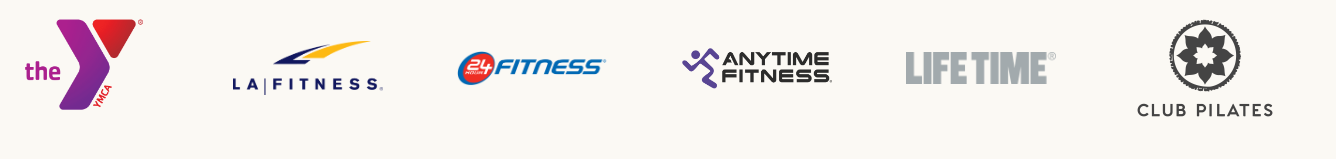 the Y
YMCA
LA|FITNESS®
24 HOUR FITNESS®
ANYTIME
FITNESS®
LIFE TIME®
CLUB PILATES